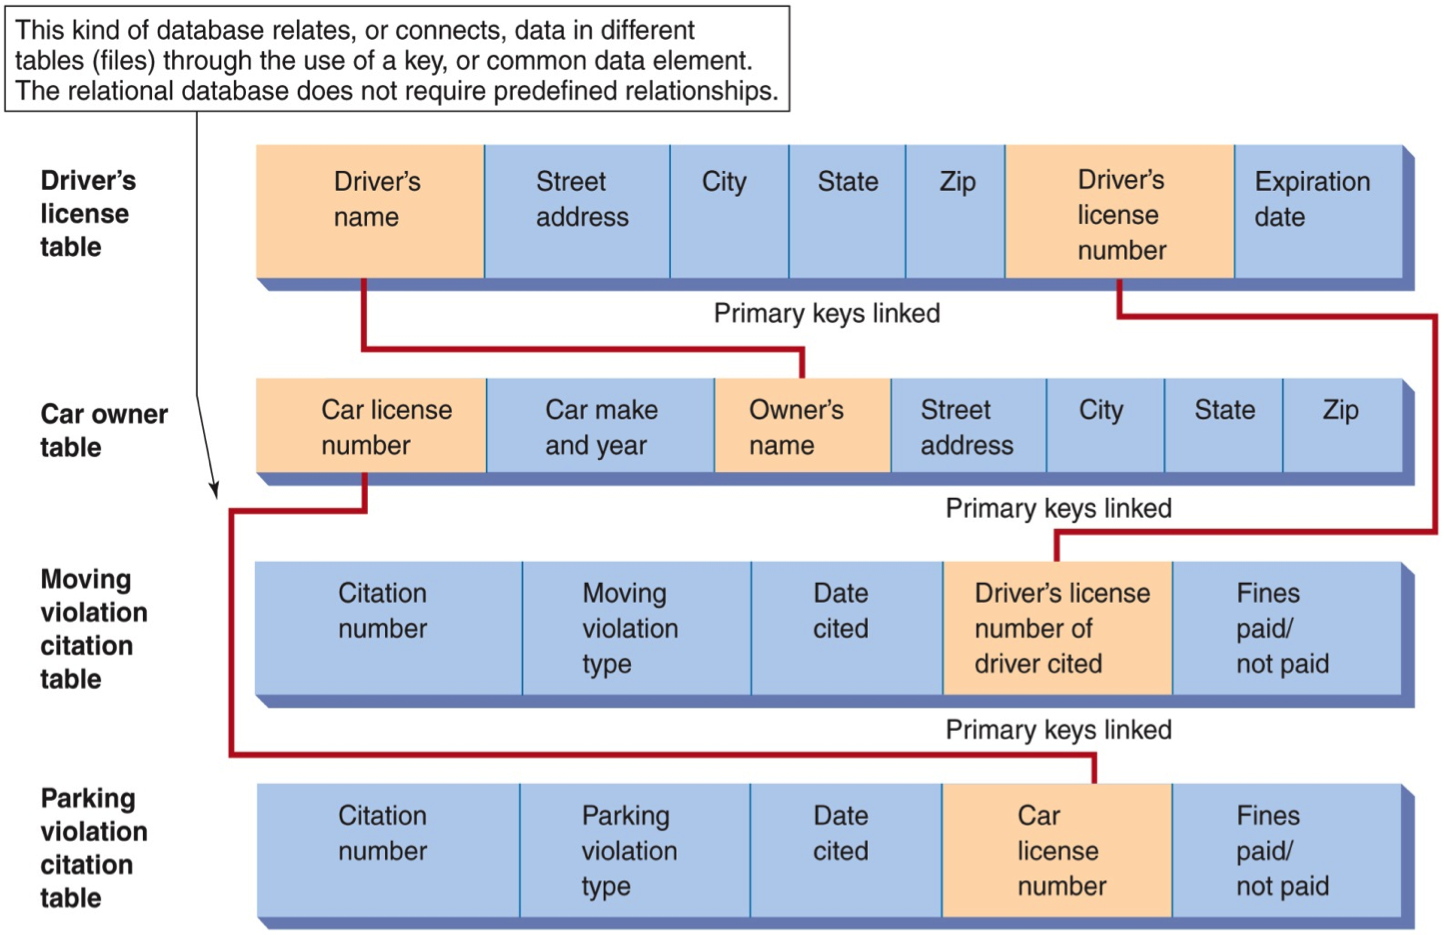 This kind of database relates, or connects, data in different
tables (files) through the use of a key, or common data element.
The relational database does not require predefined relationships.
Driver’s
license
table
Driver’s
name
Street
address
City
State
Zip
Driver’s
license
number
Expiration
date
Primary keys linked
Car owner
table
Car license
number
Car make
and year
Owner’s
name
Street
address
City
State
Zip
Primary keys linked
Moving
violation
citation
table
Citation
number
Moving
violation
type
Date
cited
Driver’s license
number of
driver cited
Fines
paid/
not paid
Primary keys linked
Parking
violation
citation
table
Citation
number
Parking
violation
type
Date
cited
Car
license
number
Fines
paid/
not paid